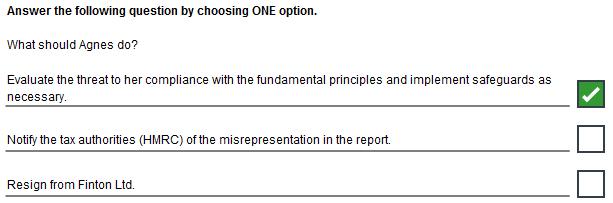 Answer the following question by choosing ONE option.
What should Agnes do?
Evaluate the threat to her compliance with the fundamental principles and implement safeguards as
necessary.
Notify the tax authorities (HMRC) of the misrepresentation in the report.
Resign from Finton Ltd.